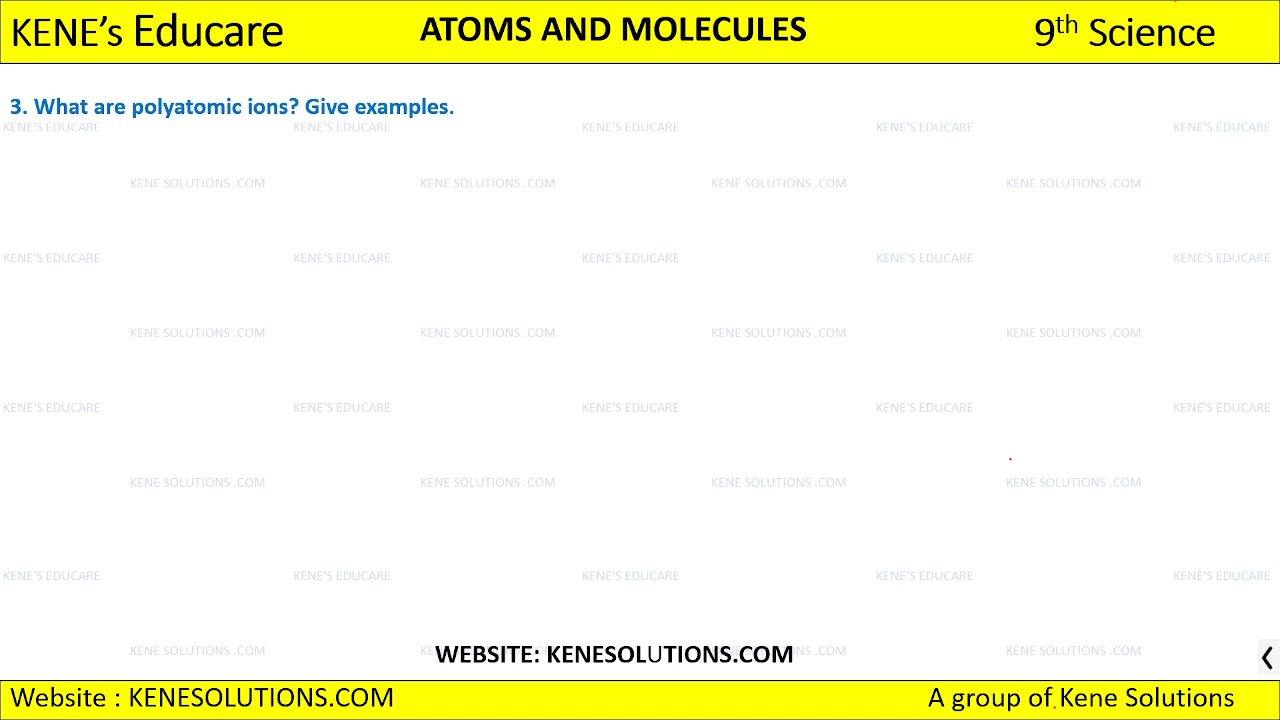 KENE's Educare ATOMS AND MOLECULES 9th Science
3. What are polyatomic ions? Give examples.
KENE'S EDUCARE KENE'S EDUCARE KENE'S EDUCARE KENE'S EDUCARE KENE'S EDUCARE
KENE SOLUTIONS .COM KENE SOLUTIONS .COM KENE SOLUTIONS .COM KENE SOLUTIONS .COM
KENE'S EDUCARE KENE'S EDUCARE KENE'S EDUCARE KENE'S EDUCARE KENE'S EDUCARE
KENE SOLUTIONS .COM KENE SOLUTIONS .COM KENE SOLUTIONS .COM KENE SOLUTIONS .COM
KENE'S EDUCARE KENE'S EDUCARE KENE'S EDUCARE KENE'S EDUCARE KENE'S EDUCARE
KENE SOLUTIONS .COM KENE SOLUTIONS .COM KENE SOLUTIONS .COM KENE SOLUTIONS .COM
KENE'S EDUCARE KENE'S EDUCARE KENE'S EDUCARE KENE'S EDUCARE KENE'S EDUCARE
KENE SOLUTIONS .COM WEBSITE: KENESOLUTIONS.COM KENE SOLUTIONS .COM
Website : KENESOLUTIONS.COM A group of Kene Solutions